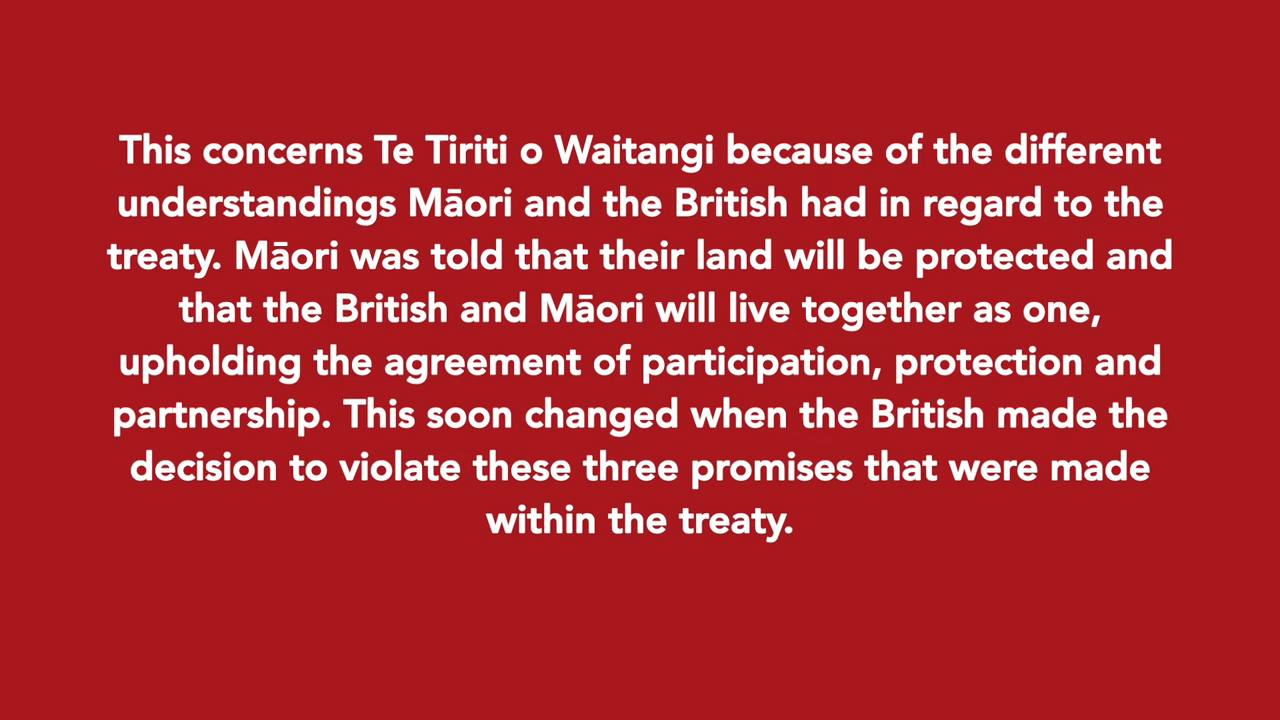 This concerns Te Tiriti o Waitangi because of the different
understandings Māori and the British had in regard to the
treaty. Māori was told that their land will be protected and
that the British and Māori will live together as one,
upholding the agreement of participation, protection and
partnership. This soon changed when the British made the
decision to violate these three promises that were made
within the treaty.